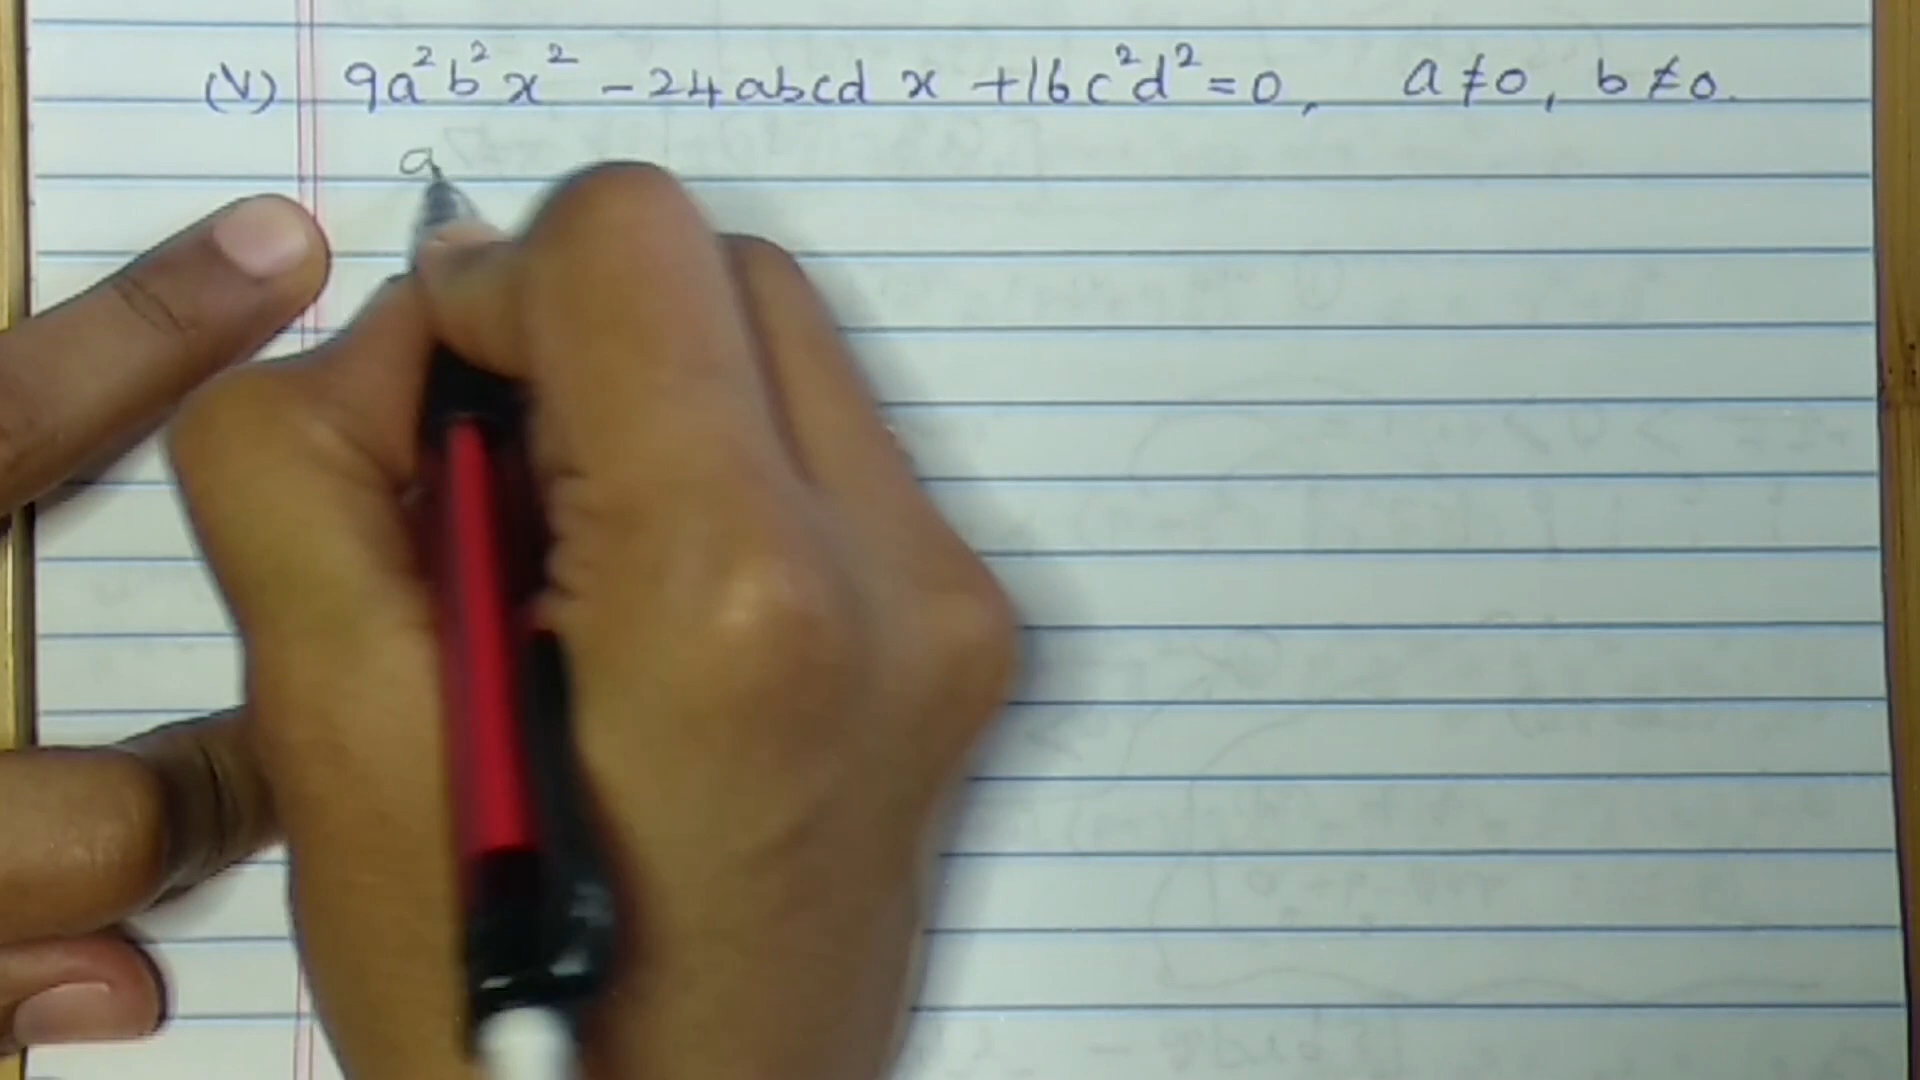 (V) 9a²b²x² - 24abcd x + 16c²d² = 0, a ≠ 0, b ≠ 0.
a